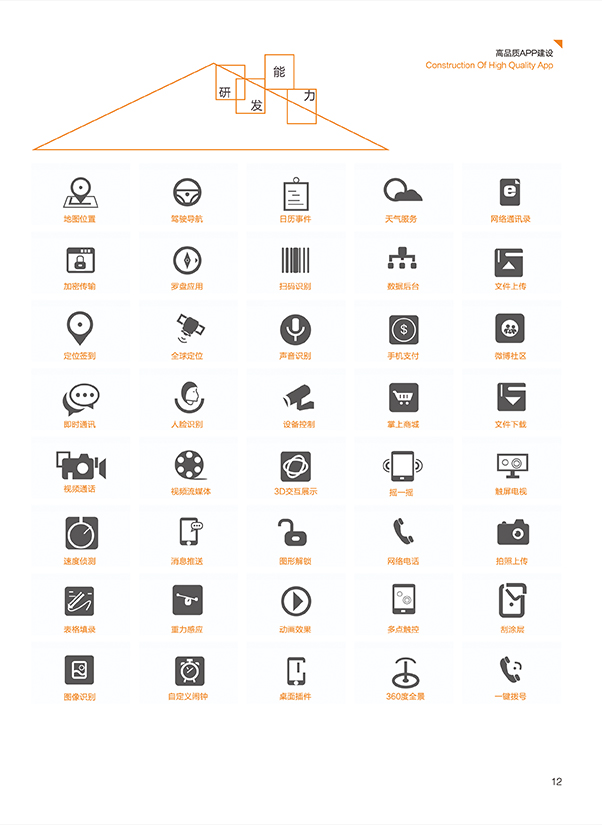 高品质APP建设
Construction Of High Quality App
研发能力
地图位置 驾驶导航 日历事件 天气服务 网络通讯录
加密传输 罗盘应用 扫码识别 数据后台 文件上传
定位签到 全球定位 声音识别 手机支付 微博社区
即时通讯 人脸识别 设备控制 掌上商城 文件下载
视频通话 视频流媒体 3D交互展示 摇一摇 触屏电视
速度侦测 消息推送 图形解锁 网络电话 拍照上传
表格填录 重力感应 动画效果 多点触控 刮涂层
图像识别 自定义闹钟 桌面插件 360度全景 一键拨号
12